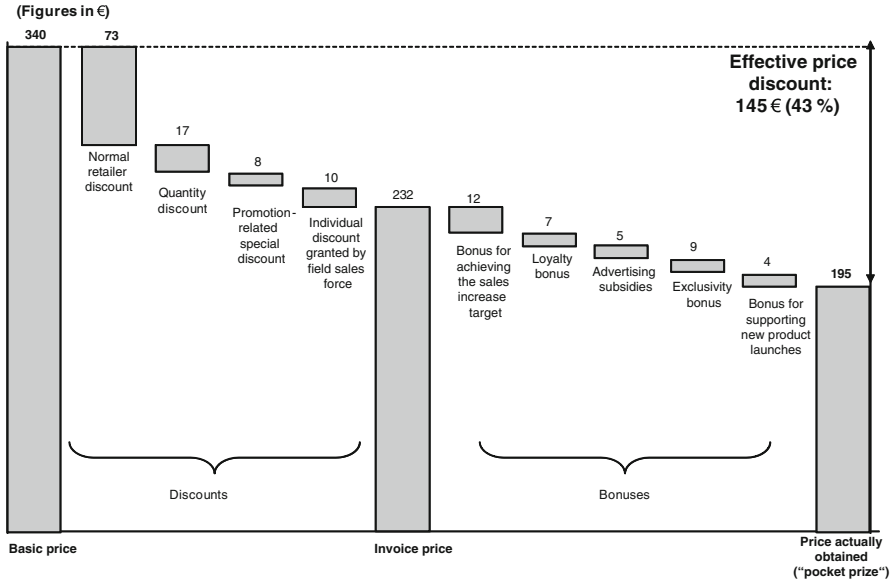 (Figures in €)
340
73
Effective price
discount:
145 € (43 %)
17
8
10
232
12
7
5
9
4
195
Normal
retailer
discount
Quantity
discount
Promotion-
related
special
discount
Individual
discount
granted by
field sales
force
Bonus for
achieving
the sales
increase
target
Loyalty
bonus
Advertising
subsidies
Exclusivity
bonus
Bonus for
supporting
new product
launches
Discounts
Bonuses
Basic price
Invoice price
Price actually
obtained
("pocket prize“)